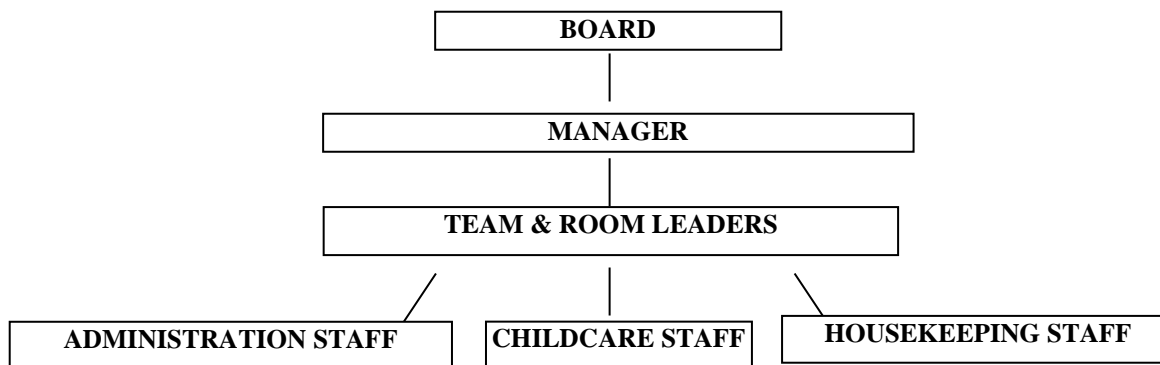 BOARD
MANAGER
TEAM & ROOM LEADERS
ADMINISTRATION STAFF
CHILDCARE STAFF
HOUSEKEEPING STAFF